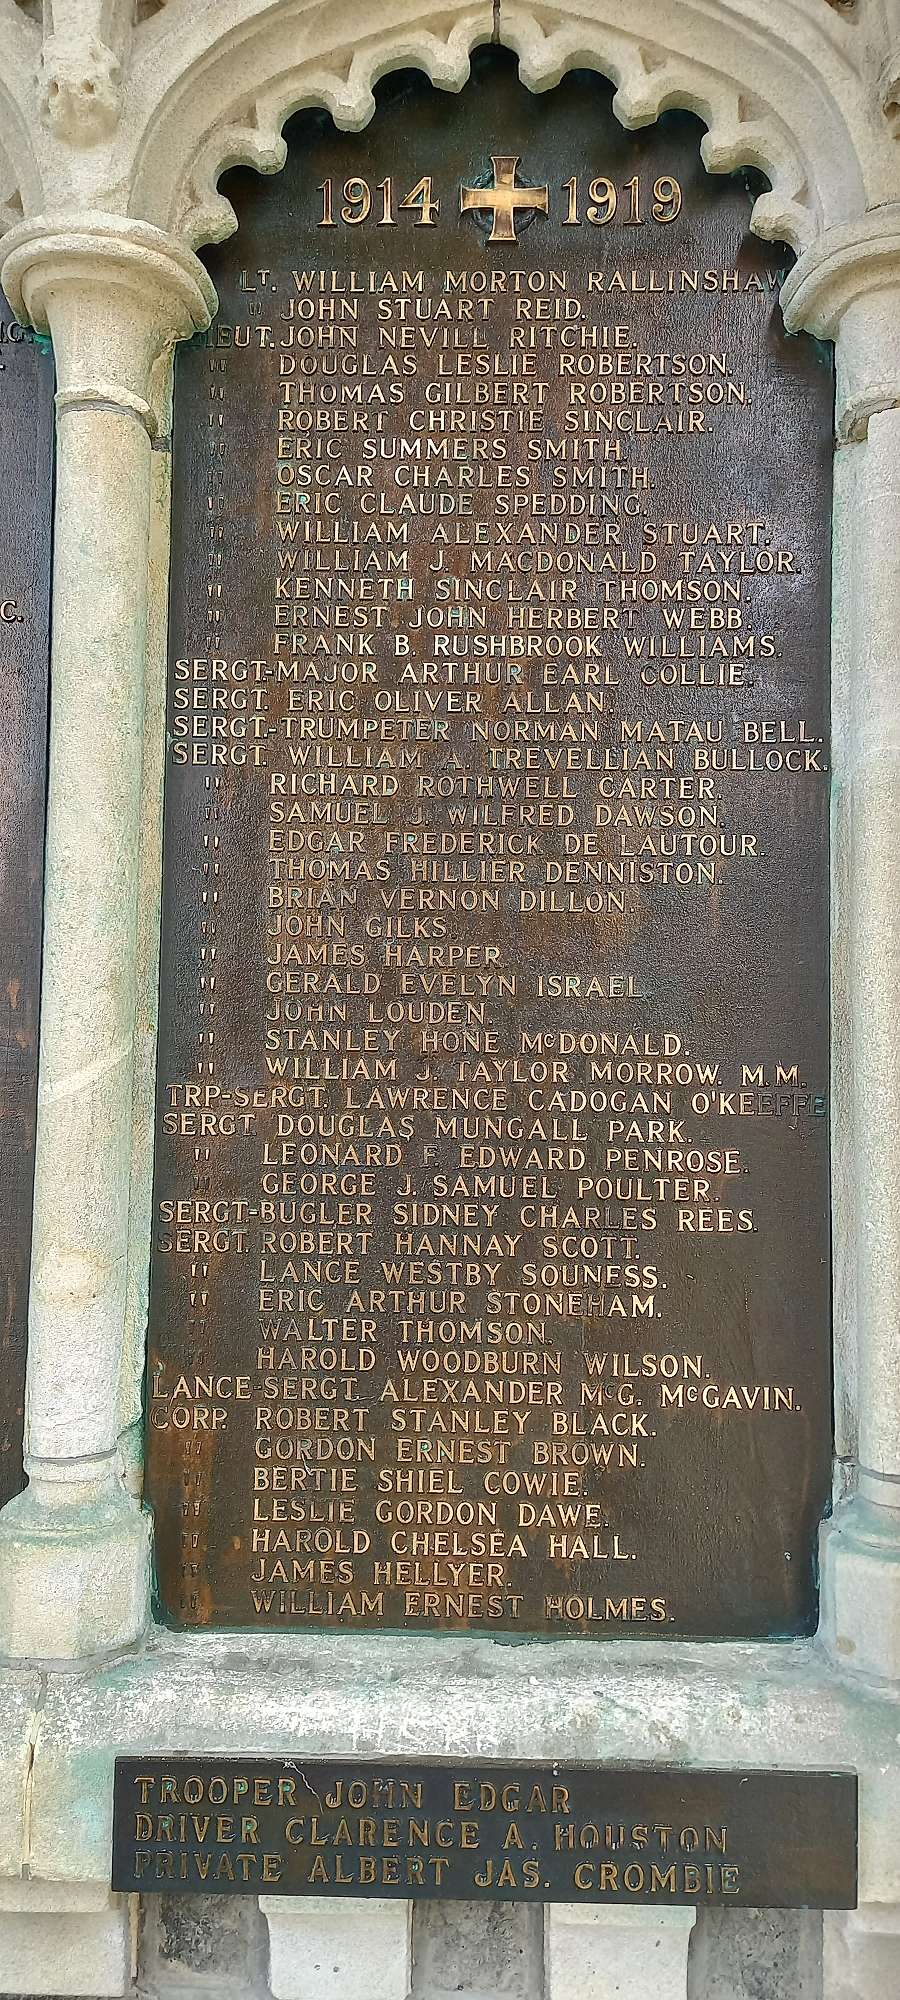 1914 1919
LT. WILLIAM MORTON RALLINSHAW
" JOHN STUART REID.
LIEUT. JOHN NEVILL RITCHIE.
" DOUGLAS LESLIE ROBERTSON.
" THOMAS GILBERT ROBERTSON.
" ROBERT CHRISTIE SINCLAIR.
" ERIC SUMMERS SMITH.
" OSCAR CHARLES SMITH.
" ERIC CLAUDE SPEDDING.
" WILLIAM ALEXANDER STUART.
" WILLIAM J. MACDONALD TAYLOR.
" KENNETH SINCLAIR THOMSON.
" ERNEST JOHN HERBERT WEBB.
" FRANK B. RUSHBROOK WILLIAMS.
SERGT.-MAJOR ARTHUR EARL COLLIE.
SERGT. ERIC OLIVER ALLAN.
SERGT.-TRUMPETER NORMAN MATAU BELL.
SERGT. WILLIAM A. TREVELLIAN BULLOCK.
" RICHARD ROTHWELL CARTER.
" SAMUEL J. WILFRED DAWSON.
" EDGAR FREDERICK DE LAUTOUR.
" THOMAS HILLIER DENNISTON.
" BRIAN VERNON DILLON.
" JOHN GILKS.
" JAMES HARPER
" GERALD EVELYN ISRAEL
" JOHN LOUDEN.
" STANLEY HONE McDONALD.
" WILLIAM J. TAYLOR MORROW. M.M.
TRP-SERGT. LAWRENCE CADOGAN O'KEEFFE
SERGT DOUGLAS MUNGALL PARK.
" LEONARD F. EDWARD PENROSE.
" GEORGE J. SAMUEL POULTER.
SERGT-BUGLER SIDNEY CHARLES REES.
SERGT. ROBERT HANNAY SCOTT.
" LANCE WESTBY SOUNESS.
" ERIC ARTHUR STONEHAM.
" WALTER THOMSON.
" HAROLD WOODBURN WILSON.
LANCE-SERGT ALEXANDER McG. McGAVIN.
CORP. ROBERT STANLEY BLACK.
" GORDON ERNEST BROWN.
" BERTIE SHIEL COWIE.
" LESLIE GORDON DAWE.
" HAROLD CHELSEA HALL.
" JAMES HELLYER.
" WILLIAM ERNEST HOLMES.
TROOPER JOHN EDGAR
DRIVER CLARENCE A. HOUSTON
PRIVATE ALBERT JAS. CROMBIE